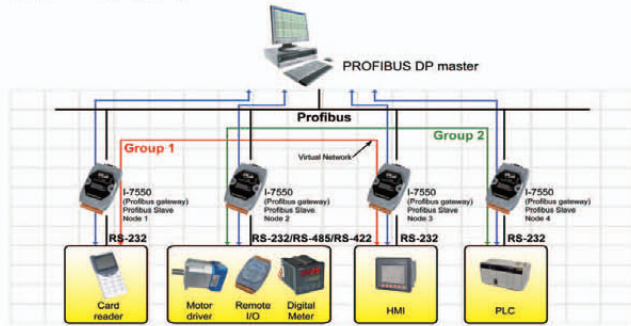 PROFIBUS DP master
Profibus
Group 1
Group 2
Virtual Network
I-7550
(Profibus gateway)
Profibus Slave
Node 1
I-7550
(Profibus gateway)
Profibus Slave
Node 2
I-7550
(Profibus gateway)
Profibus Slave
Node 3
I-7550
(Profibus gateway)
Profibus Slave
Node 4
RS-232
RS-232/RS-485/RS-422
RS-232
RS-232
Card
reader
Motor
driver
Remote
I/O
Digital
Meter
HMI
PLC